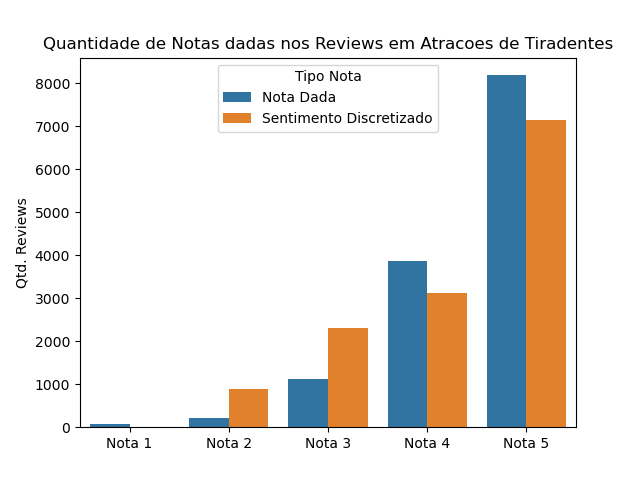 Quantidade de Notas dadas nos Reviews em Atracoes de Tiradentes
Tipo Nota
Nota Dada
Sentimento Discretizado
Qtd. Reviews
8000
7000
6000
5000
4000
3000
2000
1000
0
Nota 1 Nota 2 Nota 3 Nota 4 Nota 5